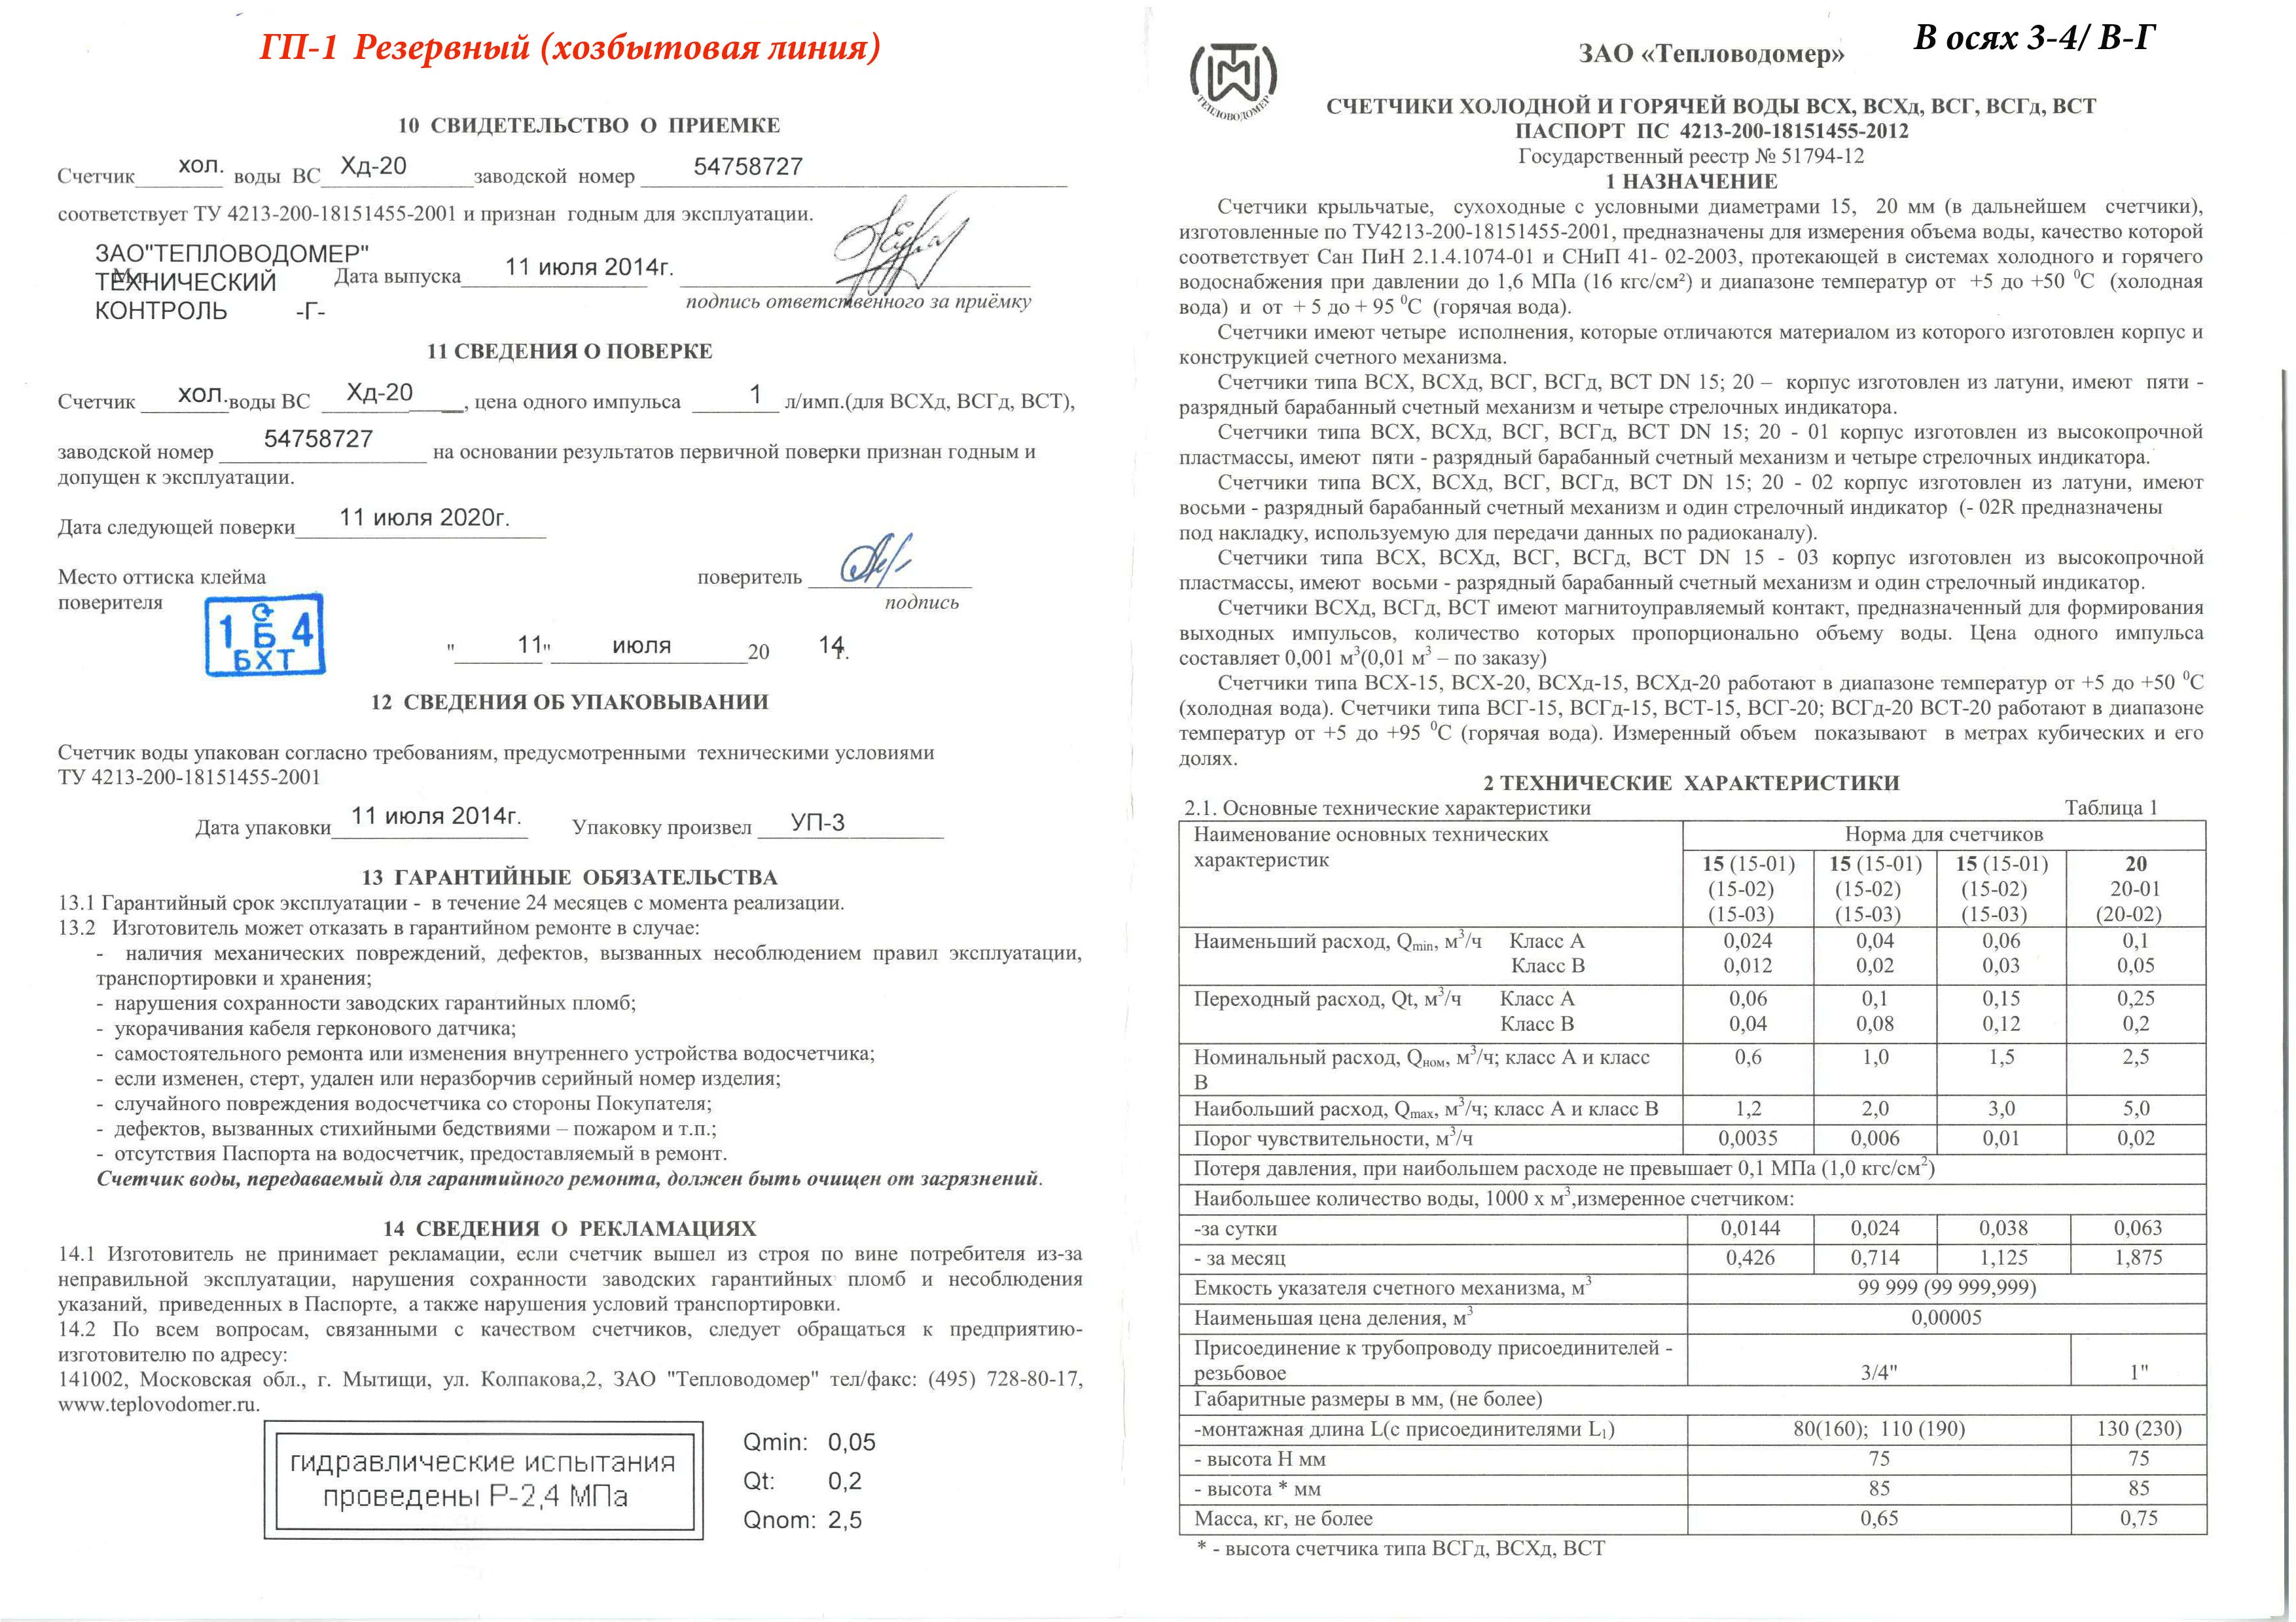 ГП-1 Резервный (хозбытовая линия)
10 СВИДЕТЕЛЬСТВО О ПРИЕМКЕ
Счетчик хол. воды ВС Хд-20 заводской номер 54758727
соответствует ТУ 4213-200-18151455-2001 и признан годным для эксплуатации.
ЗАО"ТЕПЛОВОДОМЕР"
ТЕХНИЧЕСКИЙ Дата выпуска 11 июля 2014г.
КОНТРОЛЬ -Г- подпись ответственного за приёмку
11 СВЕДЕНИЯ О ПОВЕРКЕ
Счетчик хол. воды ВС Хд-20, цена одного импульса 1 л/имп.(для ВСХд, ВСГд, ВСТ),
заводской номер 54758727 на основании результатов первичной поверки признан годным и
допущен к эксплуатации.
Дата следующей поверки 11 июля 2020г.
Место оттиска клейма поверитель
поверителя подпись
1 Б 4
БХТ
" 11" июля 20 14г.
12 СВЕДЕНИЯ ОБ УПАКОВЫВАНИИ
Счетчик воды упакован согласно требованиям, предусмотренными техническими условиями
ТУ 4213-200-18151455-2001
Дата упаковки 11 июля 2014г. Упаковку произвел УП-3
13 ГАРАНТИЙНЫЕ ОБЯЗАТЕЛЬСТВА
13.1 Гарантийный срок эксплуатации - в течение 24 месяцев с момента реализации.
13.2 Изготовитель может отказать в гарантийном ремонте в случае:
- наличия механических повреждений, дефектов, вызванных несоблюдением правил эксплуатации,
транспортировки и хранения;
- нарушения сохранности заводских гарантийных пломб;
- укорачивания кабеля герконового датчика;
- самостоятельного ремонта или изменения внутреннего устройства водосчетчика;
- если изменен, стерт, удален или неразборчив серийный номер изделия;
- случайного повреждения водосчетчика со стороны Покупателя;
- дефектов, вызванных стихийными бедствиями – пожаром и т.п.;
- отсутствия Паспорта на водосчетчик, предоставляемый в ремонт.
Счетчик воды, передаваемый для гарантийного ремонта, должен быть очищен от загрязнений.
14 СВЕДЕНИЯ О РЕКЛАМАЦИЯХ
14.1 Изготовитель не принимает рекламации, если счетчик вышел из строя по вине потребителя из-за
неправильной эксплуатации, нарушения сохранности заводских гарантийных пломб и несоблюдения
указаний, приведенных в Паспорте, а также нарушения условий транспортировки.
14.2 По всем вопросам, связанными с качеством счетчиков, следует обращаться к предприятию-
изготовителю по адресу:
141002, Московская обл., г. Мытищи, ул. Колпакова,2, ЗАО "Тепловодомер" тел/факс: (495) 728-80-17,
www.teplovodomer.ru.
гидравлические испытания
проведены Р-2,4 МПа
Qmin: 0,05
Qt: 0,2
Qnom: 2,5
В осях 3-4/ В-Г
ТЕПЛОВОДОМЕР
ЗАО «Тепловодомер»
СЧЕТЧИКИ ХОЛОДНОЙ И ГОРЯЧЕЙ ВОДЫ ВСХ, ВСХд, ВСГ, ВСГд, ВСТ
ПАСПОРТ ПС 4213-200-18151455-2012
Государственный реестр № 51794-12
1 НАЗНАЧЕНИЕ
Счетчики крыльчатые, сухоходные с условными диаметрами 15, 20 мм (в дальнейшем счетчики),
изготовленные по ТУ4213-200-18151455-2001, предназначены для измерения объема воды, качество которой
соответствует Сан ПиН 2.1.4.1074-01 и СНиП 41- 02-2003, протекающей в системах холодного и горячего
водоснабжения при давлении до 1,6 МПа (16 кгс/см²) и диапазоне температур от +5 до +50 ⁰С (холодная
вода) и от + 5 до + 95 ⁰С (горячая вода).
Счетчики имеют четыре исполнения, которые отличаются материалом из которого изготовлен корпус и
конструкцией счетного механизма.
Счетчики типа ВСХ, ВСХд, ВСГ, ВСГд, ВСТ DN 15; 20 – корпус изготовлен из латуни, имеют пяти -
разрядный барабанный счетный механизм и четыре стрелочных индикатора.
Счетчики типа ВСХ, ВСХд, ВСГ, ВСГд, ВСТ DN 15; 20 - 01 корпус изготовлен из высокопрочной
пластмассы, имеют пяти - разрядный барабанный счетный механизм и четыре стрелочных индикатора.
Счетчики типа ВСХ, ВСХд, ВСГ, ВСГд, ВСТ DN 15; 20 - 02 корпус изготовлен из латуни, имеют
восьми - разрядный барабанный счетный механизм и один стрелочный индикатор (- 02R предназначены
под накладку, используемую для передачи данных по радиоканалу).
Счетчики типа ВСХ, ВСХд, ВСГ, ВСГд, ВСТ DN 15 - 03 корпус изготовлен из высокопрочной
пластмассы, имеют восьми - разрядный барабанный счетный механизм и один стрелочный индикатор.
Счетчики ВСХд, ВСГд, ВСТ имеют магнитоуправляемый контакт, предназначенный для формирования
выходных импульсов, количество которых пропорционально объему воды. Цена одного импульса
составляет 0,001 м³(0,01 м³ – по заказу)
Счетчики типа ВСХ-15, ВСХ-20, ВСХд-15, ВСХд-20 работают в диапазоне температур от +5 до +50 ⁰С
(холодная вода). Счетчики типа ВСГ-15, ВСГд-15, ВСТ-15, ВСГ-20; ВСГд-20 ВСТ-20 работают в диапазоне
температур от +5 до +95 ⁰С (горячая вода). Измеренный объем показывают в метрах кубических и его
долях.
2 ТЕХНИЧЕСКИЕ ХАРАКТЕРИСТИКИ
2.1. Основные технические характеристики Таблица 1
Наименование основных технических Норма для счетчиков
характеристик 15 (15-01) 15 (15-01) 15 (15-01) 20
(15-02) (15-02) (15-02) 20-01
(15-03) (15-03) (15-03) (20-02)
Наименьший расход, Qmin, м³/ч Класс А 0,024 0,04 0,06 0,1
Класс В 0,012 0,02 0,03 0,05
Переходный расход, Qt, м³/ч Класс А 0,06 0,1 0,15 0,25
Класс В 0,04 0,08 0,12 0,2
Номинальный расход, Qном, м³/ч; класс А и класс 0,6 1,0 1,5 2,5
В
Наибольший расход, Qmax, м³/ч; класс А и класс В 1,2 2,0 3,0 5,0
Порог чувствительности, м³/ч 0,0035 0,006 0,01 0,02
Потеря давления, при наибольшем расходе не превышает 0,1 МПа (1,0 кгс/см²)
Наибольшее количество воды, 1000 х м³,измеренное счетчиком:
-за сутки 0,0144 0,024 0,038 0,063
- за месяц 0,426 0,714 1,125 1,875
Емкость указателя счетного механизма, м³ 99 999 (99 999,999)
Наименьшая цена деления, м³ 0,00005
Присоединение к трубопроводу присоединителей -
резьбовое 3/4" 1"
Габаритные размеры в мм, (не более)
-монтажная длина L(с присоединителями L₁) 80(160); 110 (190) 130 (230)
- высота Н мм 75 75
- высота * мм 85 85
Масса, кг, не более 0,65 0,75
* - высота счетчика типа ВСГд, ВСХд, ВСТ